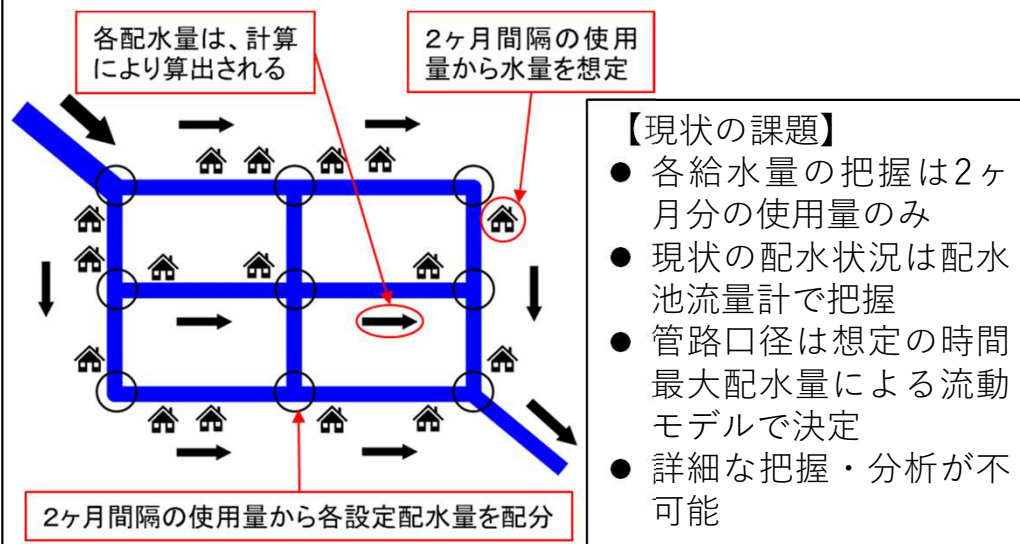 各配水量は、計算
により算出される
2ヶ月間隔の使用
量から水量を想定
【現状の課題】
● 各給水量の把握は2ヶ
月分の使用量のみ
● 現状の配水状況は配水
池流量計で把握
● 管路口径は想定の時間
最大配水量による流動
モデルで決定
● 詳細な把握・分析が不
可能
2ヶ月間隔の使用量から各設定配水量を配分